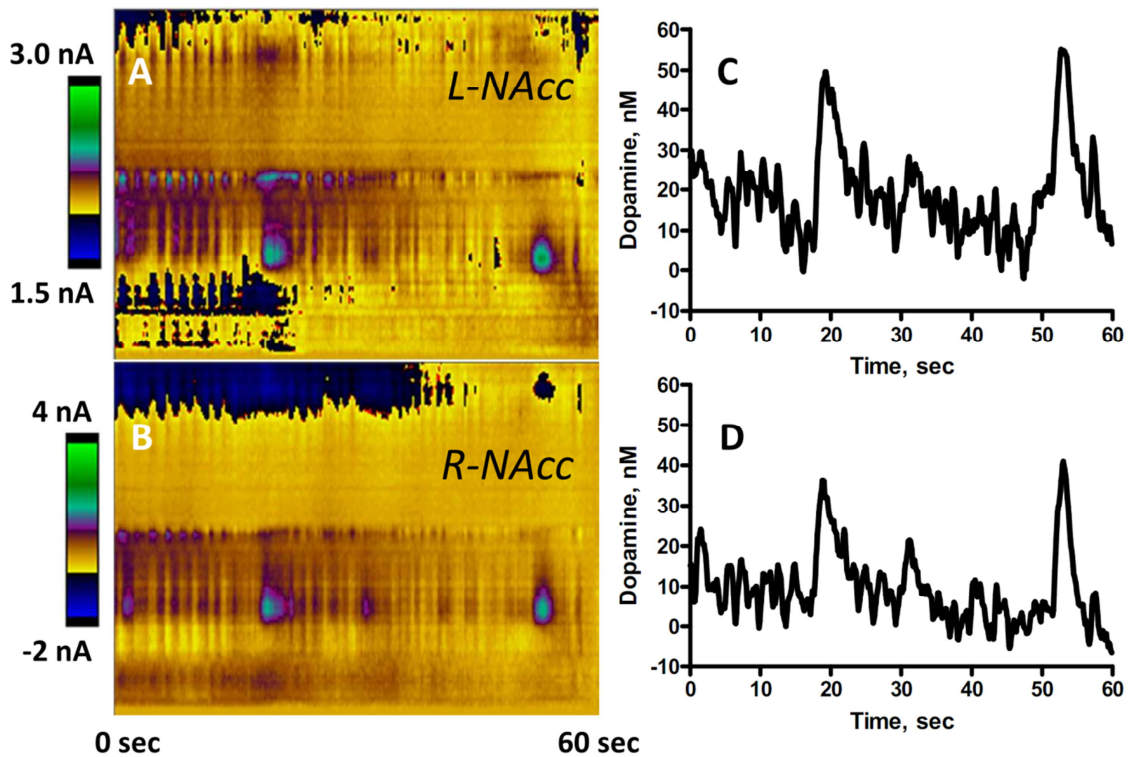 3.0 nA
1.5 nA
A
L-NAcc
4 nA
-2 nA
B
R-NAcc
0 sec
60 sec
C
Dopamine, nM
60
50
40
30
20
10
0
-10
0 10 20 30 40 50 60
Time, sec
D
Dopamine, nM
60
50
40
30
20
10
0
-10
0 10 20 30 40 50 60
Time, sec